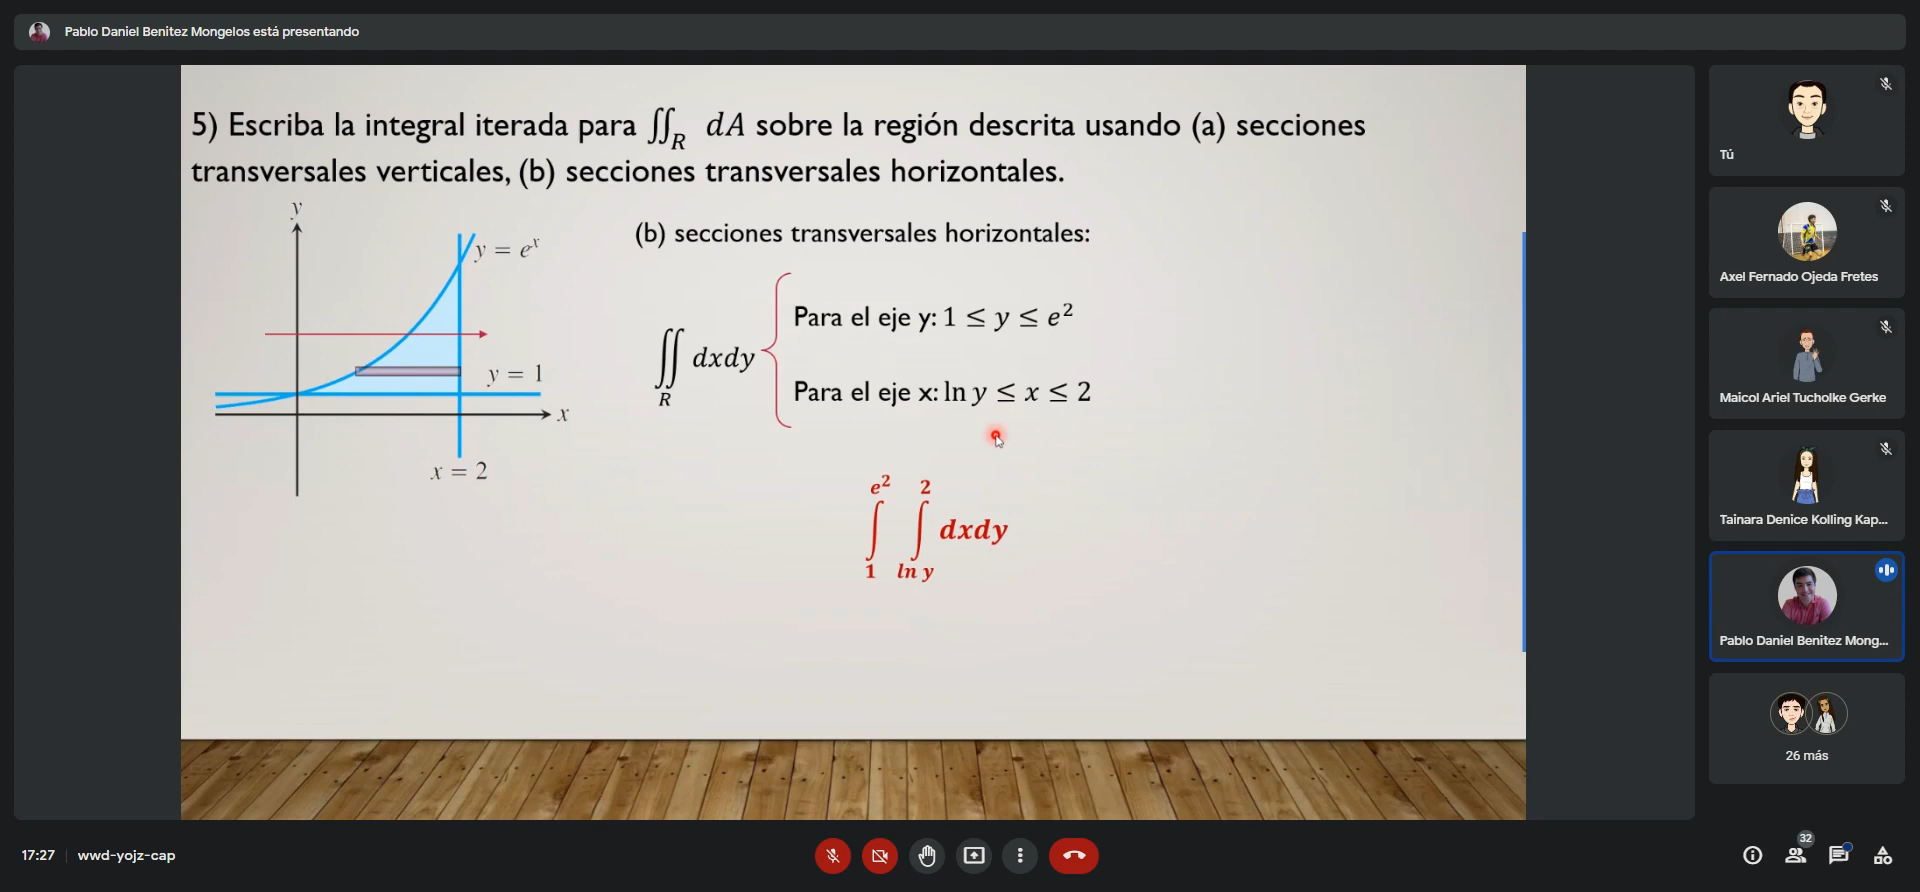 Pablo Daniel Benitez Mongelos está presentando
5) Escriba la integral iterada para ∬_R dA sobre la región descrita usando (a) secciones
transversales verticales, (b) secciones transversales horizontales.
y
y = e^x
y = 1
x
x = 2
(b) secciones transversales horizontales:
∬_R dxdy
Para el eje y: 1 ≤ y ≤ e²
Para el eje x: ln y ≤ x ≤ 2
e² 2
∫ ∫ dxdy
1 ln y
Tú
Axel Fernado Ojeda Fretes
Maicol Ariel Tucholke Gerke
Tainara Denice Kolling Kap...
Pablo Daniel Benitez Mong...
26 más
17:27 | wwd-yojz-cap
32